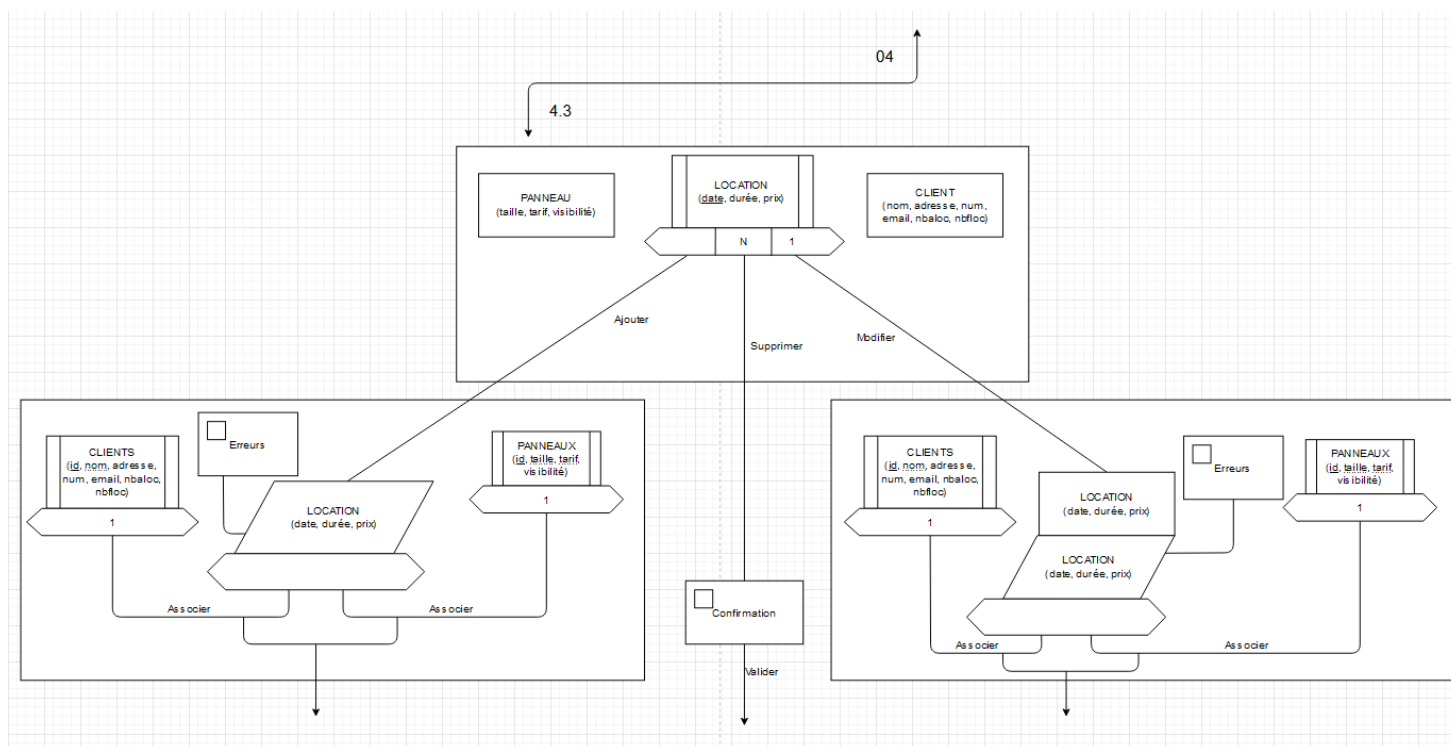 04
4.3
PANNEAU
(taille, tarif, visibilité)
LOCATION
(date, durée, prix)
CLIENT
(nom, adresse, num,
email, nbaloc, nbfloc)
N
1
Ajouter
Supprimer
Modifier
CLIENTS
(id, nom, adresse,
num, email, nbaloc,
nbfloc)
1
Erreurs
PANNEAUX
(id, taille, tarif,
visibilité)
1
LOCATION
(date, durée, prix)
Associer
Associer
Confirmation
Valider
CLIENTS
(id, nom, adresse,
num, email, nbaloc,
nbfloc)
1
LOCATION
(date, durée, prix)
LOCATION
(date, durée, prix)
Erreurs
PANNEAUX
(id, taille, tarif,
visibilité)
1
Associer
Associer